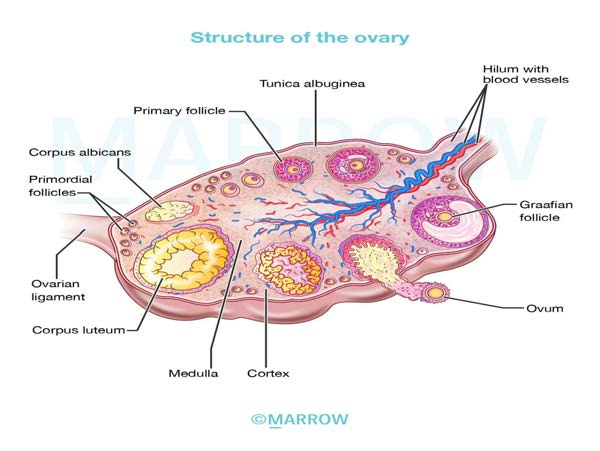 Structure of the ovary
Hilum with
blood vessels
Tunica albuginea
Primary follicle
MARROW
Corpus albicans
Primordial
follicles
Graafian
follicle
Ovarian
ligament
Ovum
Corpus luteum
Medulla
Cortex
©MARROW